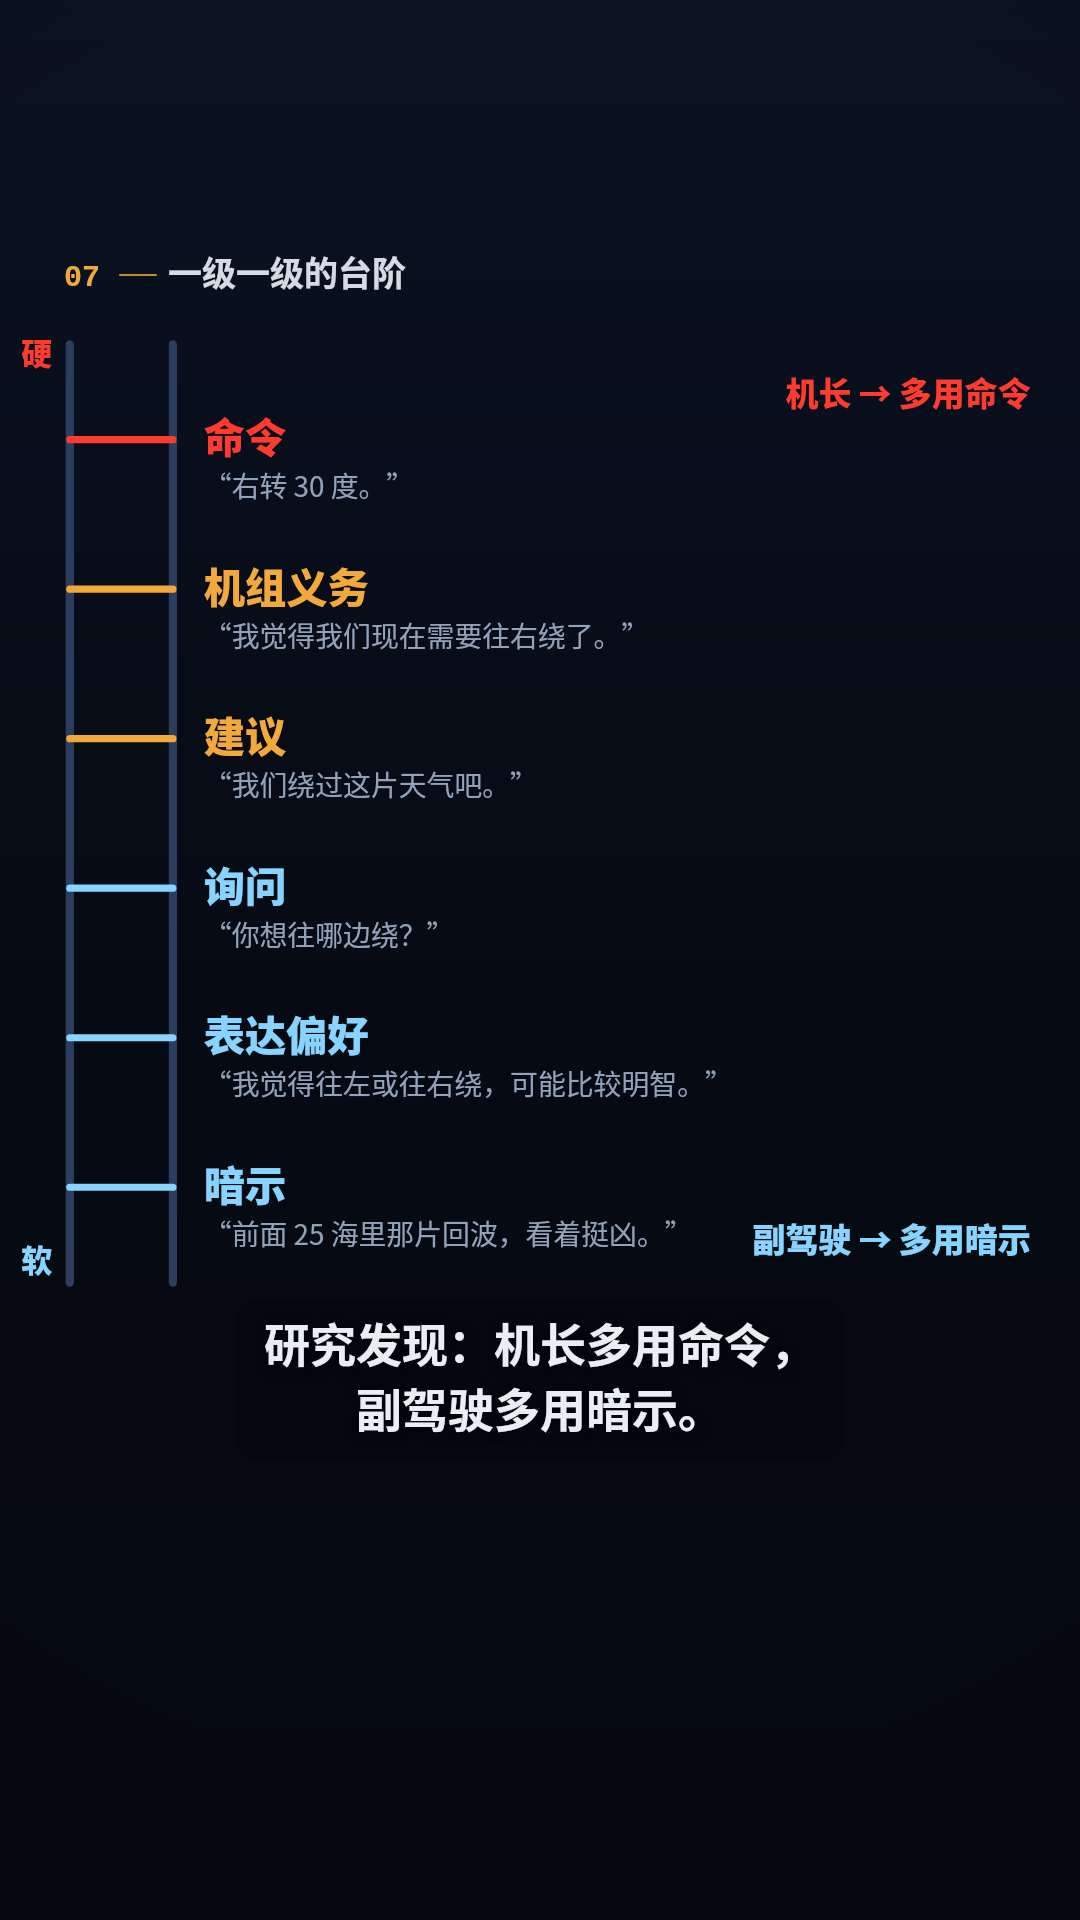 07 — 一级一级的台阶
硬
机长 → 多用命令
命令
“右转 30 度。”
机组义务
“我觉得我们现在需要往右绕了。”
建议
“我们绕过这片天气吧。”
询问
“你想往哪边绕？”
表达偏好
“我觉得往左或往右绕，可能比较明智。”
暗示
“前面 25 海里那片回波，看着挺凶。”
副驾驶 → 多用暗示
软
研究发现：机长多用命令，
副驾驶多用暗示。